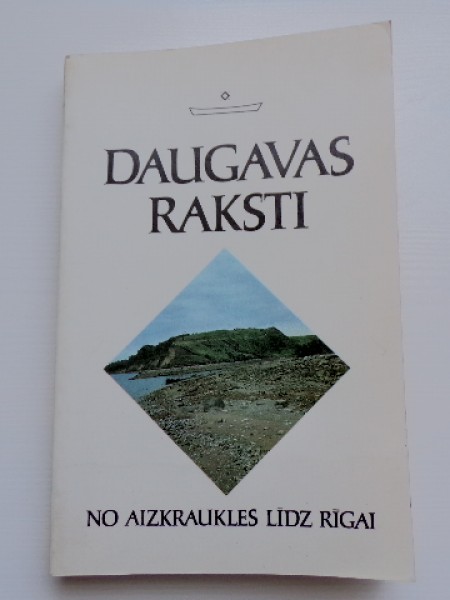 DAUGAVAS
RAKSTI
NO AIZKRAUKLES LĪDZ RĪGAI